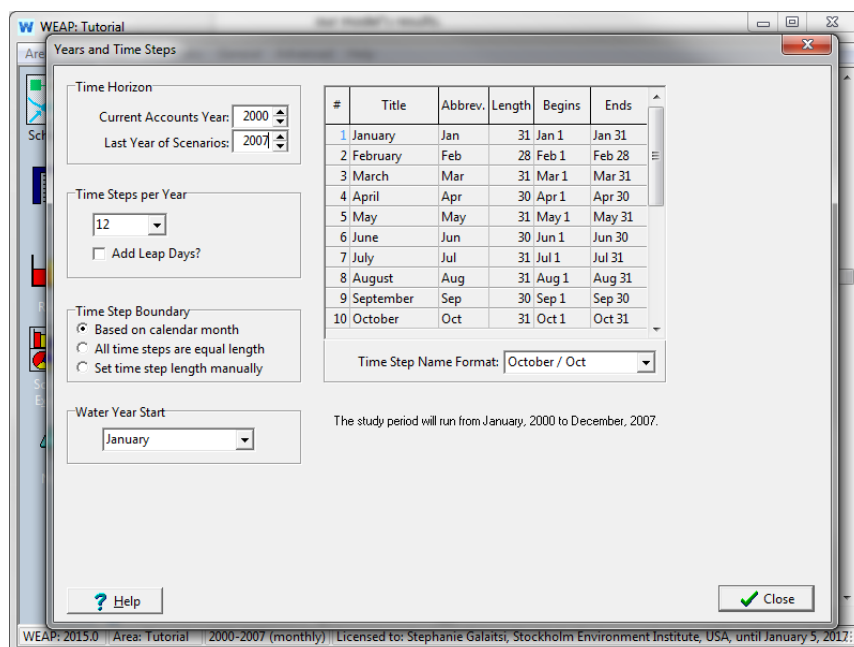 our model's results.
WEAP: Tutorial
Years and Time Steps
Time Horizon
Current Accounts Year: 2000
Last Year of Scenarios: 2007
Time Steps per Year
12
Add Leap Days?
Time Step Boundary
Based on calendar month
All time steps are equal length
Set time step length manually
Water Year Start
January
# Title Abbrev. Length Begins Ends
1 January Jan 31 Jan 1 Jan 31
2 February Feb 28 Feb 1 Feb 28
3 March Mar 31 Mar 1 Mar 31
4 April Apr 30 Apr 1 Apr 30
5 May May 31 May 1 May 31
6 June Jun 30 Jun 1 Jun 30
7 July Jul 31 Jul 1 Jul 31
8 August Aug 31 Aug 1 Aug 31
9 September Sep 30 Sep 1 Sep 30
10 October Oct 31 Oct 1 Oct 31
Time Step Name Format: October / Oct
The study period will run from January, 2000 to December, 2007.
? Help
Close
WEAP: 2015.0 Area: Tutorial 2000-2007 (monthly) Licensed to: Stephanie Galaitsi, Stockholm Environment Institute, USA, until January 5, 2017